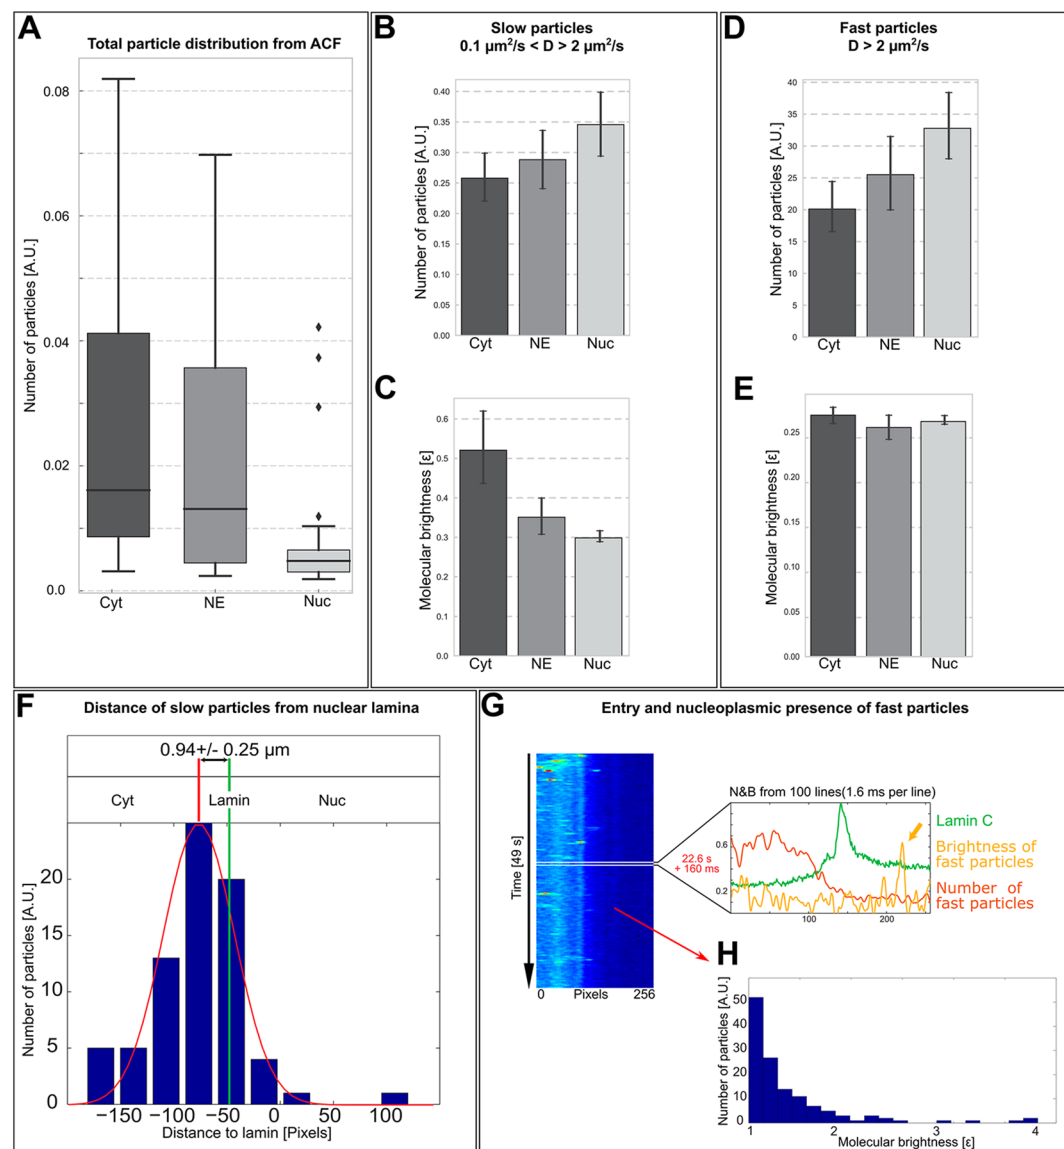 A
Total particle distribution from ACF
Number of particles [A.U.]
0.08
0.06
0.04
0.02
0.0
Cyt NE Nuc
B
Slow particles
0.1 µm²/s < D > 2 µm²/s
Number of particles [A.U.]
0.40
0.35
0.30
0.25
0.20
0.15
0.10
0.05
0.00
Cyt NE Nuc
C
Molecular brightness [ε]
0.6
0.5
0.4
0.3
0.2
0.1
0.0
Cyt NE Nuc
D
Fast particles
D > 2 µm²/s
Number of particles [A.U.]
40
35
30
25
20
15
10
5
0
Cyt NE Nuc
E
Molecular brightness [ε]
0.25
0.20
0.15
0.10
0.05
0.00
Cyt NE Nuc
F
Distance of slow particles from nuclear lamina
0.94+/- 0.25 µm
Cyt Lamin Nuc
Number of particles [A.U.]
20
15
10
5
0
−150 −100 −50 0 50 100
Distance to lamin [Pixels]
G
Entry and nucleoplasmic presence of fast particles
Time [49 s]
0 Pixels 256
22.6 s
+ 160 ms
N&B from 100 lines(1.6 ms per line)
0.6
0.2
100 200
Lamin C
Brightness of
fast particles
Number of
fast particles
H
Number of particles [A.U.]
50
40
30
20
10
0
1 2 3 4
Molecular brightness [ε]